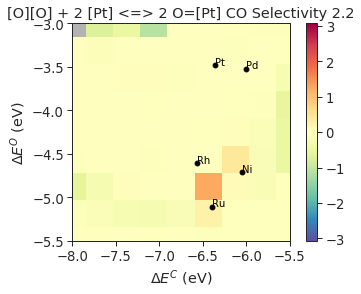 [O][O] + 2 [Pt] <=> 2 O=[Pt] CO Selectivity 2.2
−3.0
−3.5
−4.0
−4.5
−5.0
−5.5
ΔE^O (eV)
Pt
Pd
Rh
Ni
Ru
−8.0 −7.5 −7.0 −6.5 −6.0 −5.5
ΔE^C (eV)
3
2
1
0
−1
−2
−3